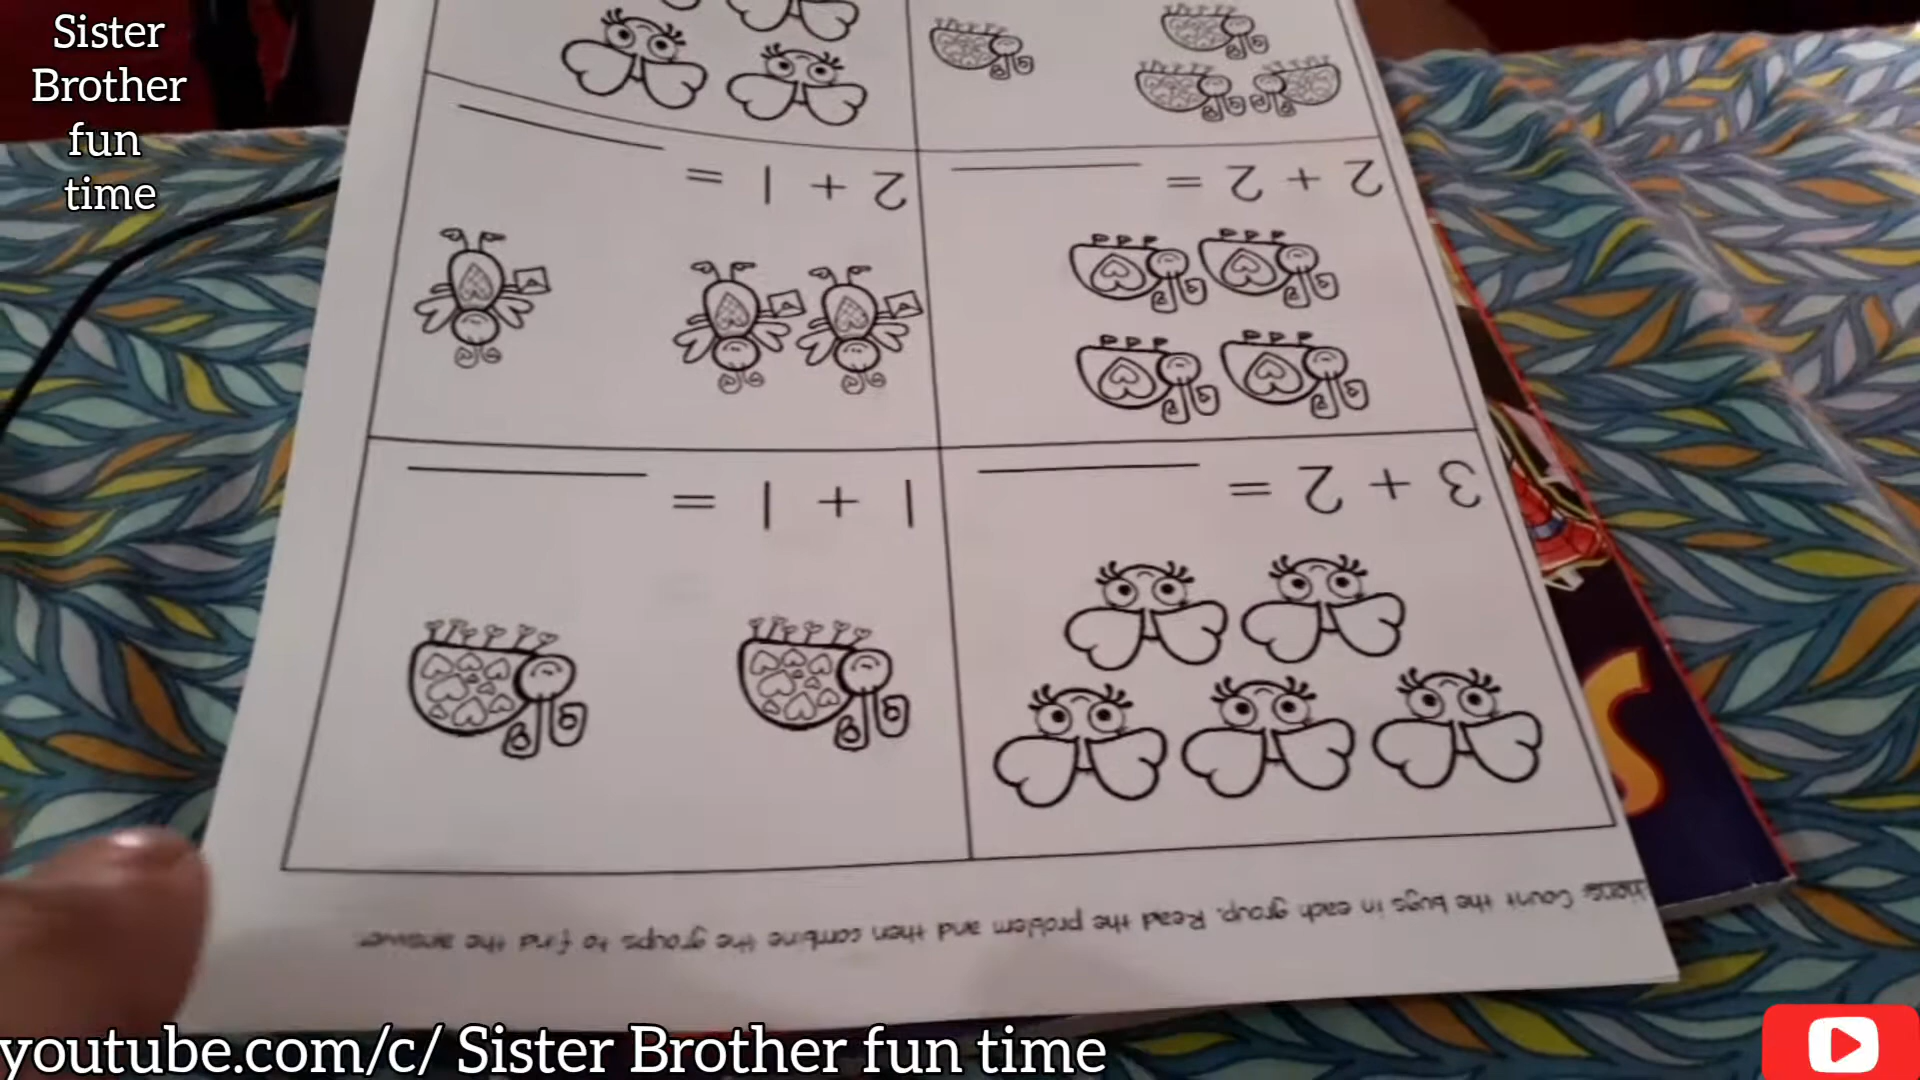 Sister
Brother
fun
time
Count the bugs in each group. Read the problem and then combine the groups to find the answer.
3 + 2 =
1 + 1 =
2 + 2 =
2 + 1 =
youtube.com/c/ Sister Brother fun time